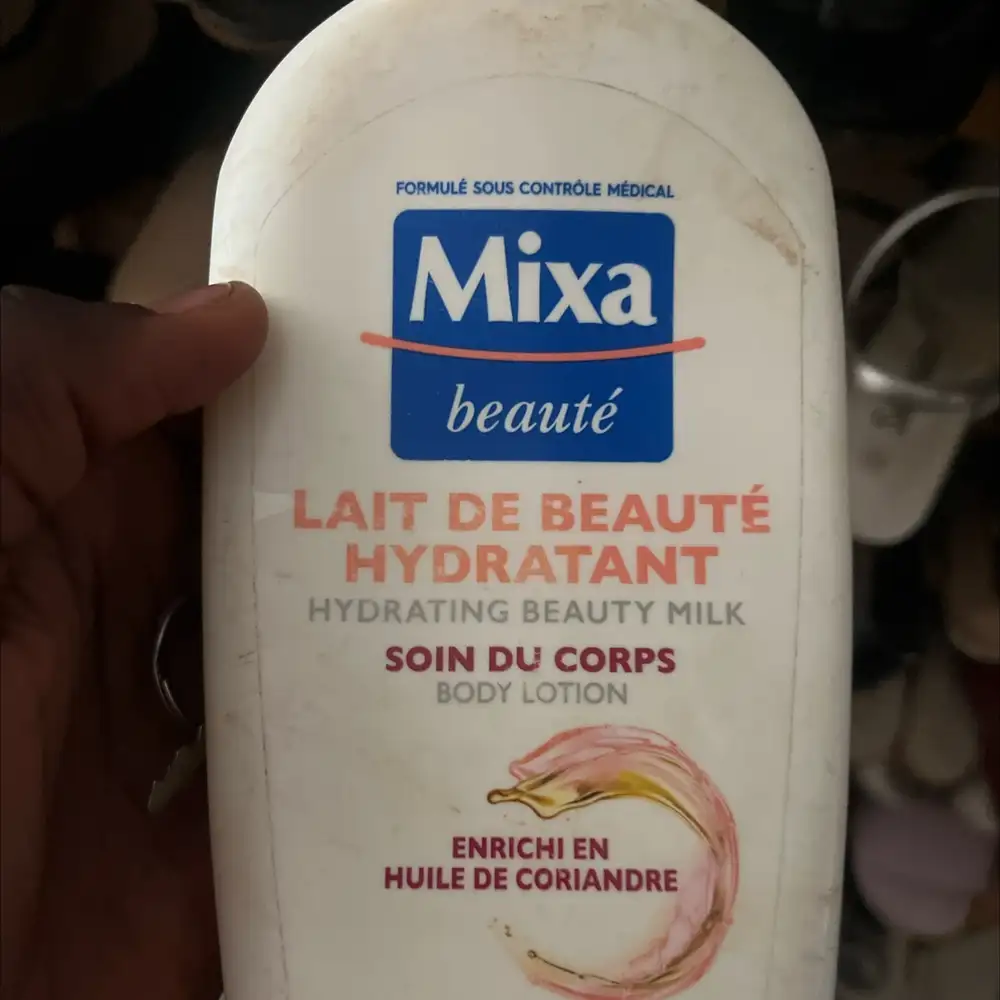 FORMULÉ SOUS CONTRÔLE MÉDICAL
Mixa
beauté
LAIT DE BEAUTÉ
HYDRATANT
HYDRATING BEAUTY MILK
SOIN DU CORPS
BODY LOTION
ENRICHI EN
HUILE DE CORIANDRE